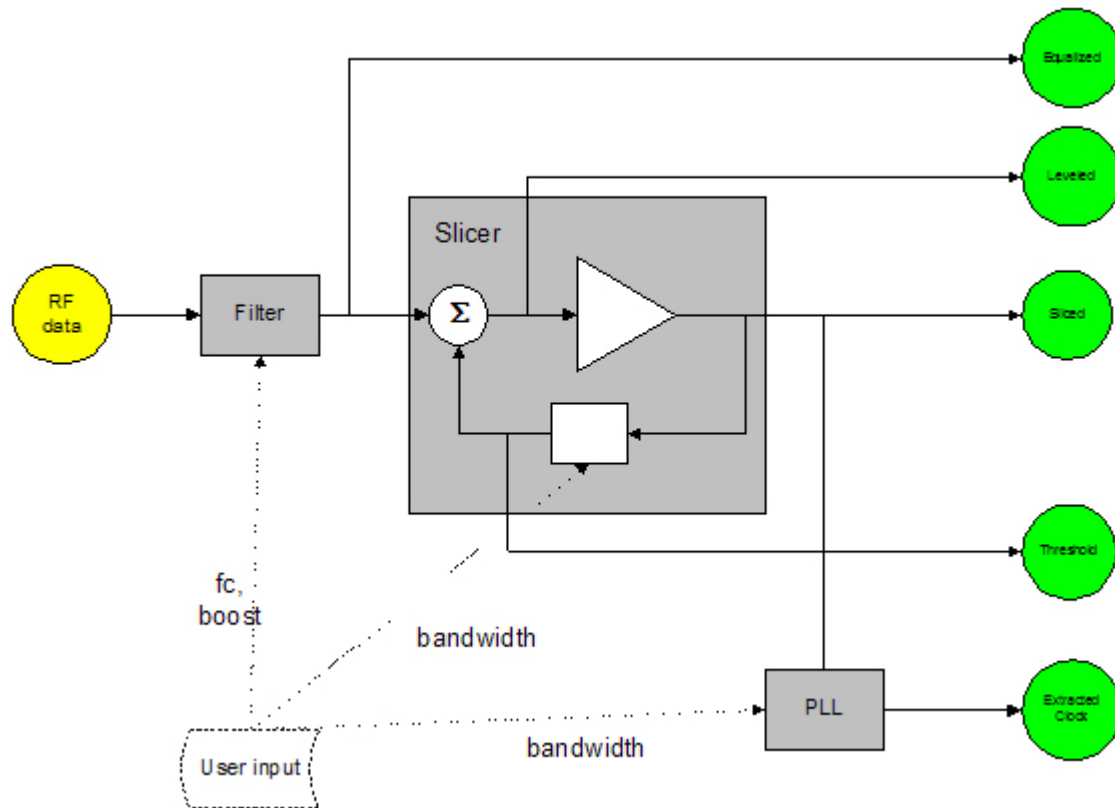 Equalized
Leveled
Slicer
RF
data
Filter
Σ
Sliced
Threshold
fc,
boost
bandwidth
PLL
Extracted
Clock
bandwidth
User input